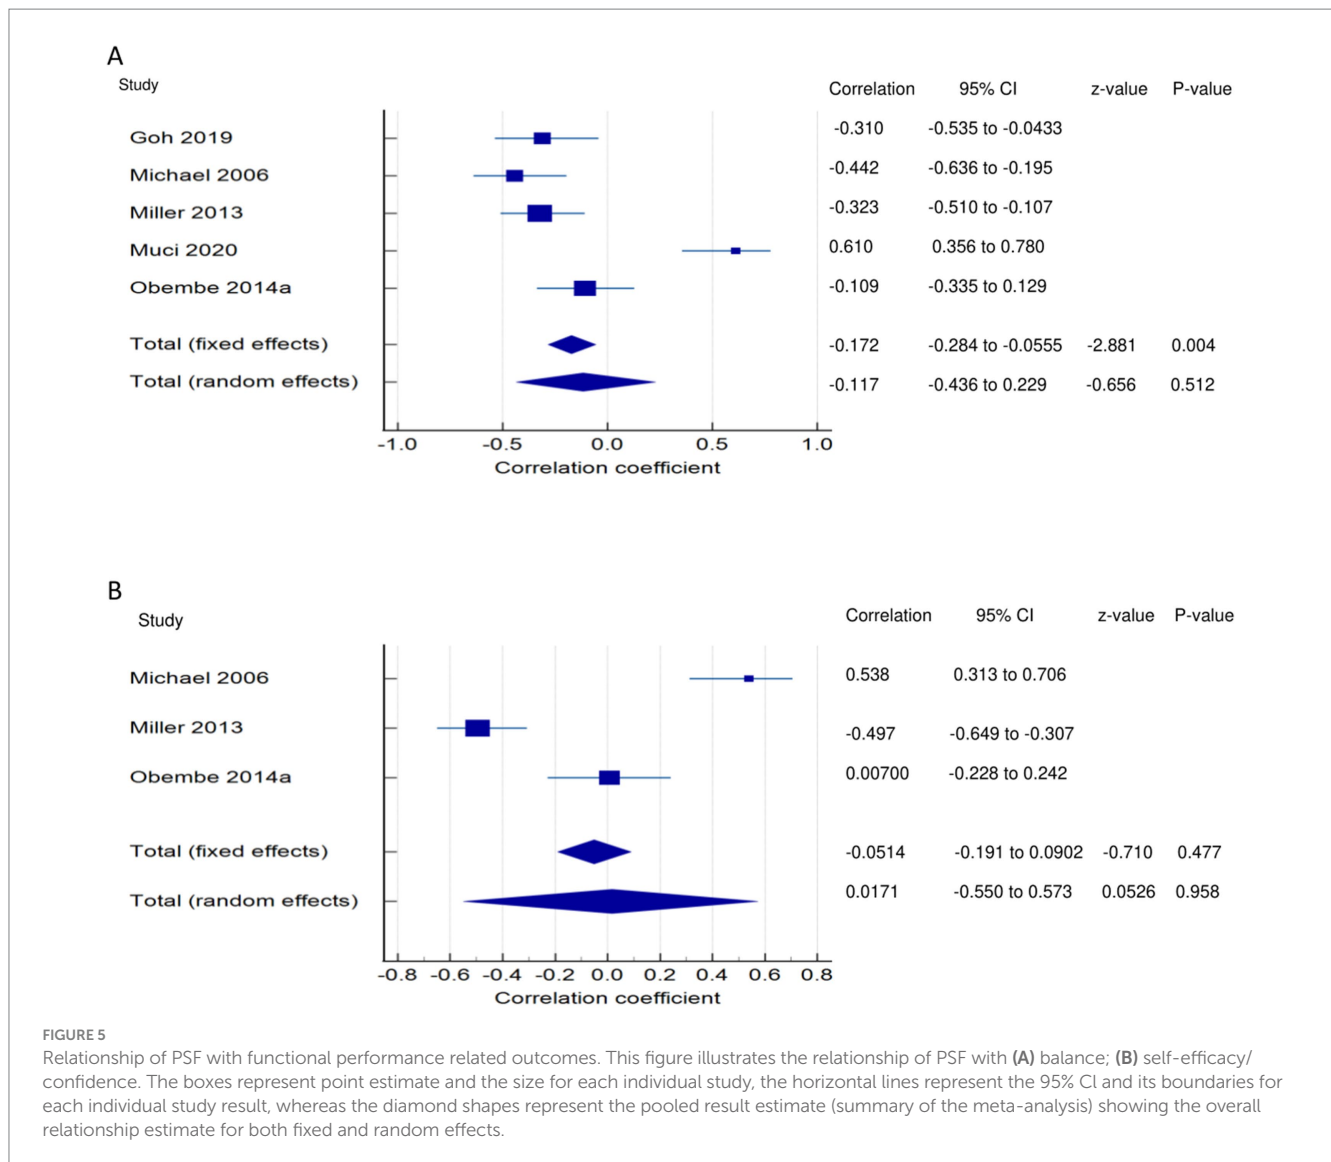 A
Study
Correlation 95% CI z-value P-value
Goh 2019 -0.310 -0.535 to -0.0433
Michael 2006 -0.442 -0.636 to -0.195
Miller 2013 -0.323 -0.510 to -0.107
Muci 2020 0.610 0.356 to 0.780
Obembe 2014a -0.109 -0.335 to 0.129
Total (fixed effects) -0.172 -0.284 to -0.0555 -2.881 0.004
Total (random effects) -0.117 -0.436 to 0.229 -0.656 0.512
-1.0 -0.5 0.0 0.5 1.0
Correlation coefficient
B
Study Correlation 95% CI z-value P-value
Michael 2006 0.538 0.313 to 0.706
Miller 2013 -0.497 -0.649 to -0.307
Obembe 2014a 0.00700 -0.228 to 0.242
Total (fixed effects) -0.0514 -0.191 to 0.0902 -0.710 0.477
Total (random effects) 0.0171 -0.550 to 0.573 0.0526 0.958
-0.8 -0.6 -0.4 -0.2 0.0 0.2 0.4 0.6 0.8
Correlation coefficient
FIGURE 5
Relationship of PSF with functional performance related outcomes. This figure illustrates the relationship of PSF with (A) balance; (B) self-efficacy/
confidence. The boxes represent point estimate and the size for each individual study, the horizontal lines represent the 95% CI and its boundaries for
each individual study result, whereas the diamond shapes represent the pooled result estimate (summary of the meta-analysis) showing the overall
relationship estimate for both fixed and random effects.